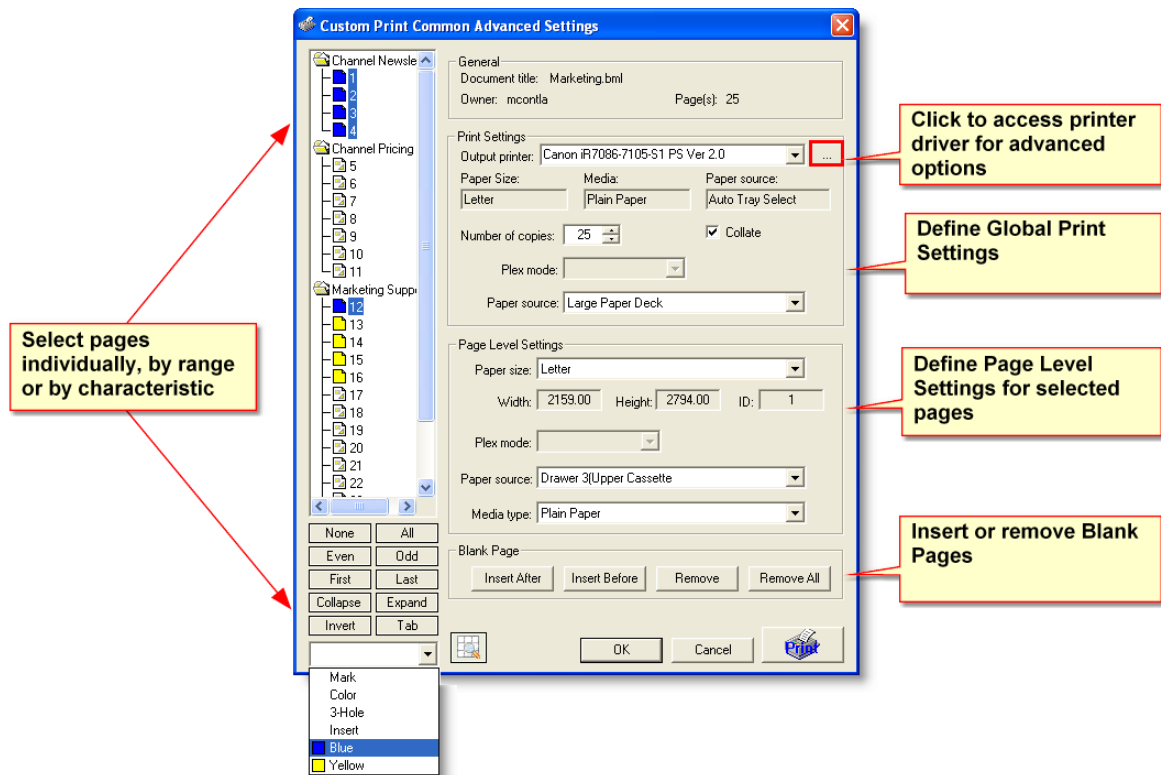 Custom Print Common Advanced Settings
Channel Newsle
1
2
3
4
Channel Pricing
5
6
7
8
9
10
11
Marketing Suppo
12
13
14
15
16
17
18
19
20
21
22
None
All
Even
Odd
First
Last
Collapse
Expand
Invert
Tab
Mark
Color
3-Hole
Insert
Blue
Yellow
General
Document title: Marketing.bml
Owner: mcontla Page(s): 25
Print Settings
Output printer: Canon iR7086-7105-S1 PS Ver 2.0 ...
Paper Size: Media: Paper source:
Letter Plain Paper Auto Tray Select
Number of copies: 25 Collate
Plex mode:
Paper source: Large Paper Deck
Page Level Settings
Paper size: Letter
Width: 2159.00 Height: 2794.00 ID: 1
Plex mode:
Paper source: Drawer 3(Upper Cassette
Media type: Plain Paper
Blank Page
Insert After Insert Before Remove Remove All
OK Cancel Print
Select pages
individually, by range
or by characteristic
Click to access printer
driver for advanced
options
Define Global Print
Settings
Define Page Level
Settings for selected
pages
Insert or remove Blank
Pages